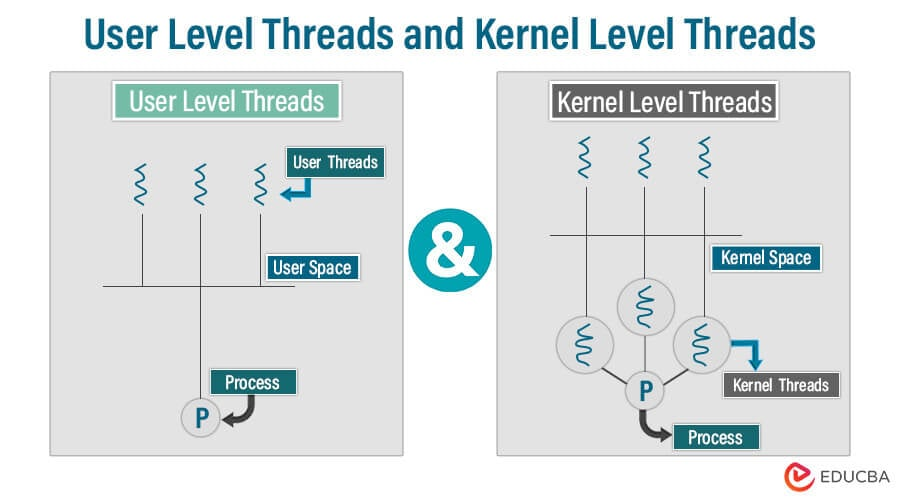 User Level Threads and Kernel Level Threads
User Level Threads
User Threads
User Space
Process
P
&
Kernel Level Threads
Kernel Space
Kernel Threads
P
Process
EDUCBA